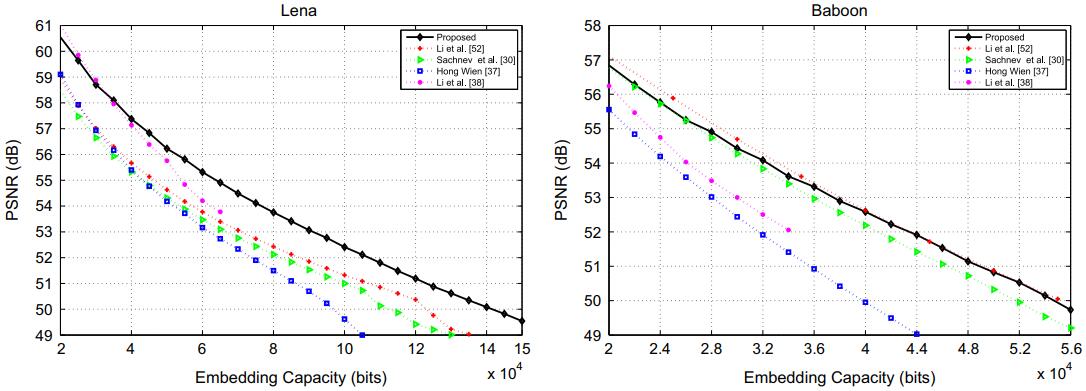 Lena
PSNR (dB)
61
60
59
58
57
56
55
54
53
52
51
50
49
Proposed
Li et al. [52]
Sachnev et al. [30]
Hong Wien [37]
Li et al. [38]
2 4 6 8 10 12 14 15
x 10^4
Embedding Capacity (bits)
Baboon
PSNR (dB)
58
57
56
55
54
53
52
51
50
49
Proposed
Li et al. [52]
Sachnev et al. [30]
Hong Wien [37]
Li et al. [38]
2 2.4 2.8 3.2 3.6 4 4.4 4.8 5.2 5.6
x 10^4
Embedding Capacity (bits)